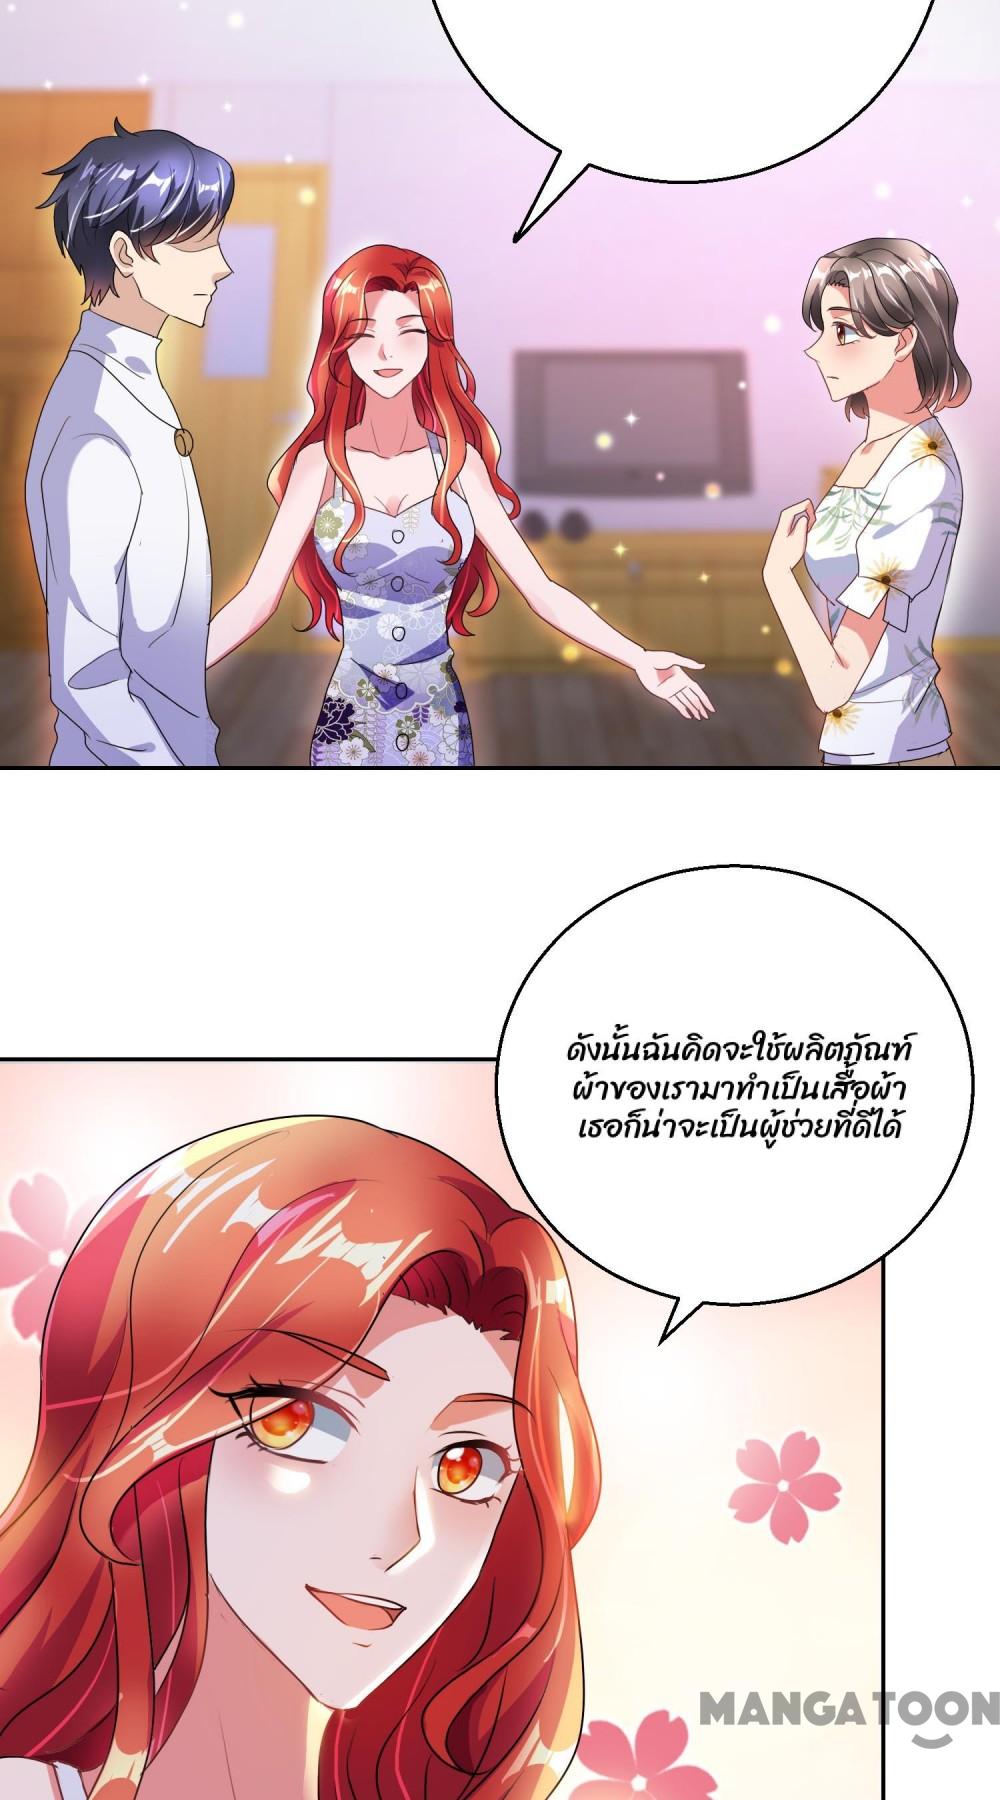 ดังนั้นฉันคิดจะใช้ผลิตภัณฑ์
ผ้าของเรามาทำเป็นเสื้อผ้า
เธอก็น่าจะเป็นผู้ช่วยที่ดีได้
MANGATOON